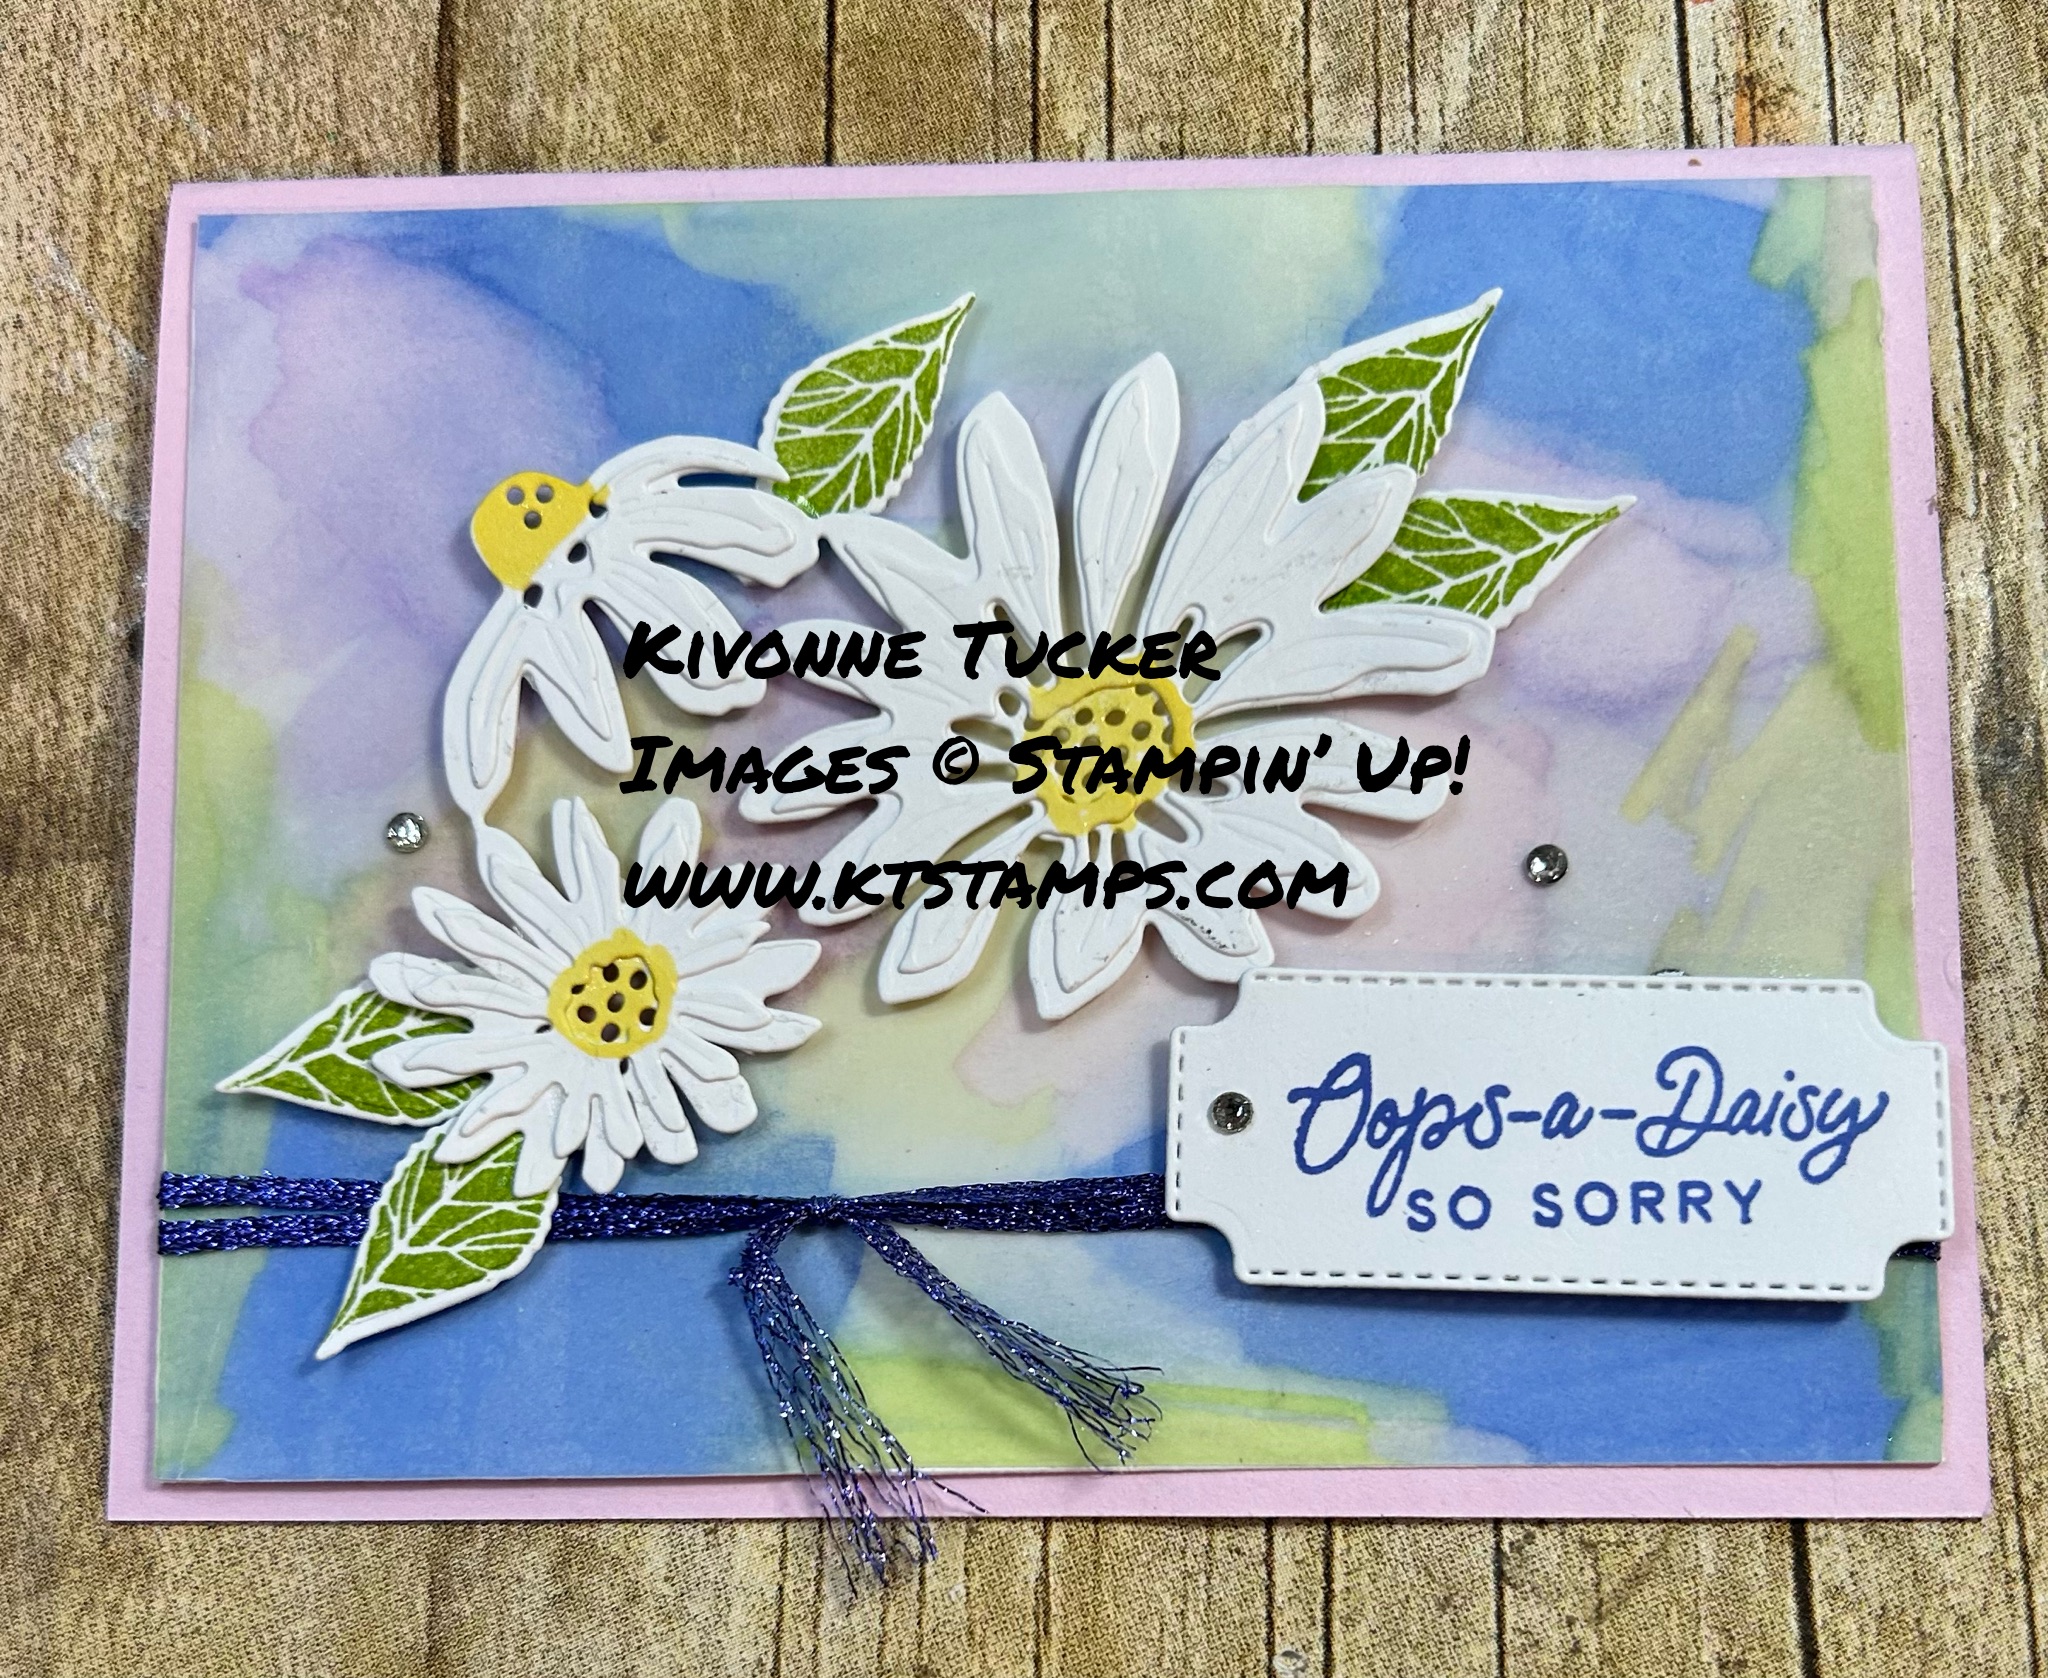 Kivonne Tucker
Images © Stampin' Up!
www.ktstamps.com
Oops-a-Daisy
SO SORRY